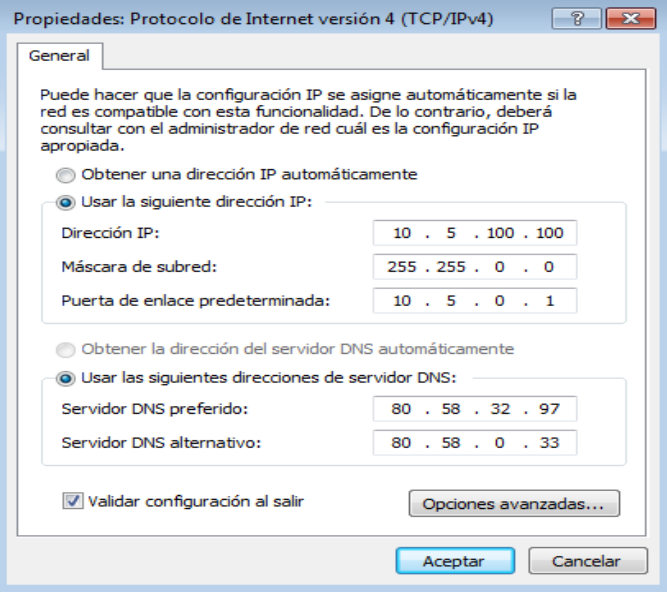 Propiedades: Protocolo de Internet versión 4 (TCP/IPv4)
General
Puede hacer que la configuración IP se asigne automáticamente si la
red es compatible con esta funcionalidad. De lo contrario, deberá
consultar con el administrador de red cuál es la configuración IP
apropiada.
Obtener una dirección IP automáticamente
Usar la siguiente dirección IP:
Dirección IP: 10 . 5 . 100 . 100
Máscara de subred: 255 . 255 . 0 . 0
Puerta de enlace predeterminada: 10 . 5 . 0 . 1
Obtener la dirección del servidor DNS automáticamente
Usar las siguientes direcciones de servidor DNS:
Servidor DNS preferido: 80 . 58 . 32 . 97
Servidor DNS alternativo: 80 . 58 . 0 . 33
Validar configuración al salir
Opciones avanzadas...
Aceptar Cancelar